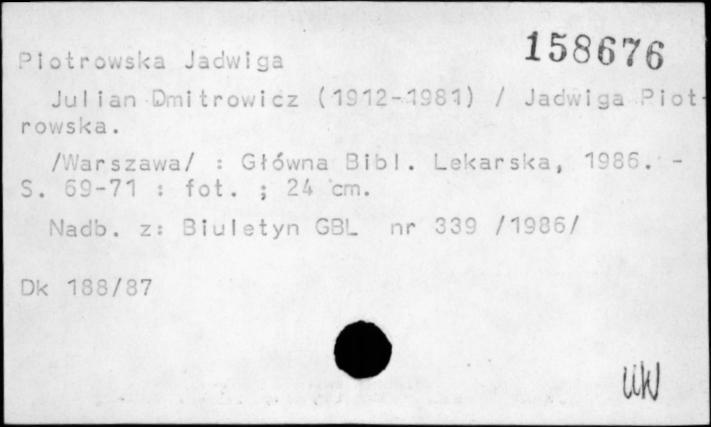 158676
Piotrowska Jadwiga
Julian Dmitrowicz (1912-1981) / Jadwiga Piot-
rowska.
/Warszawa/ : Główna Bibl. Lekarska, 1986. -
S. 69-71 : fot. ; 24 cm.
Nadb. z: Biuletyn GBL nr 339 /1986/
Dk 188/87
UW